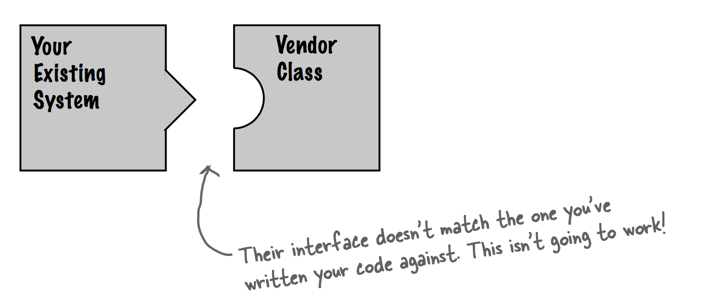 Your
Existing
System
Vendor
Class
Their interface doesn't match the one you've
written your code against. This isn't going to work!